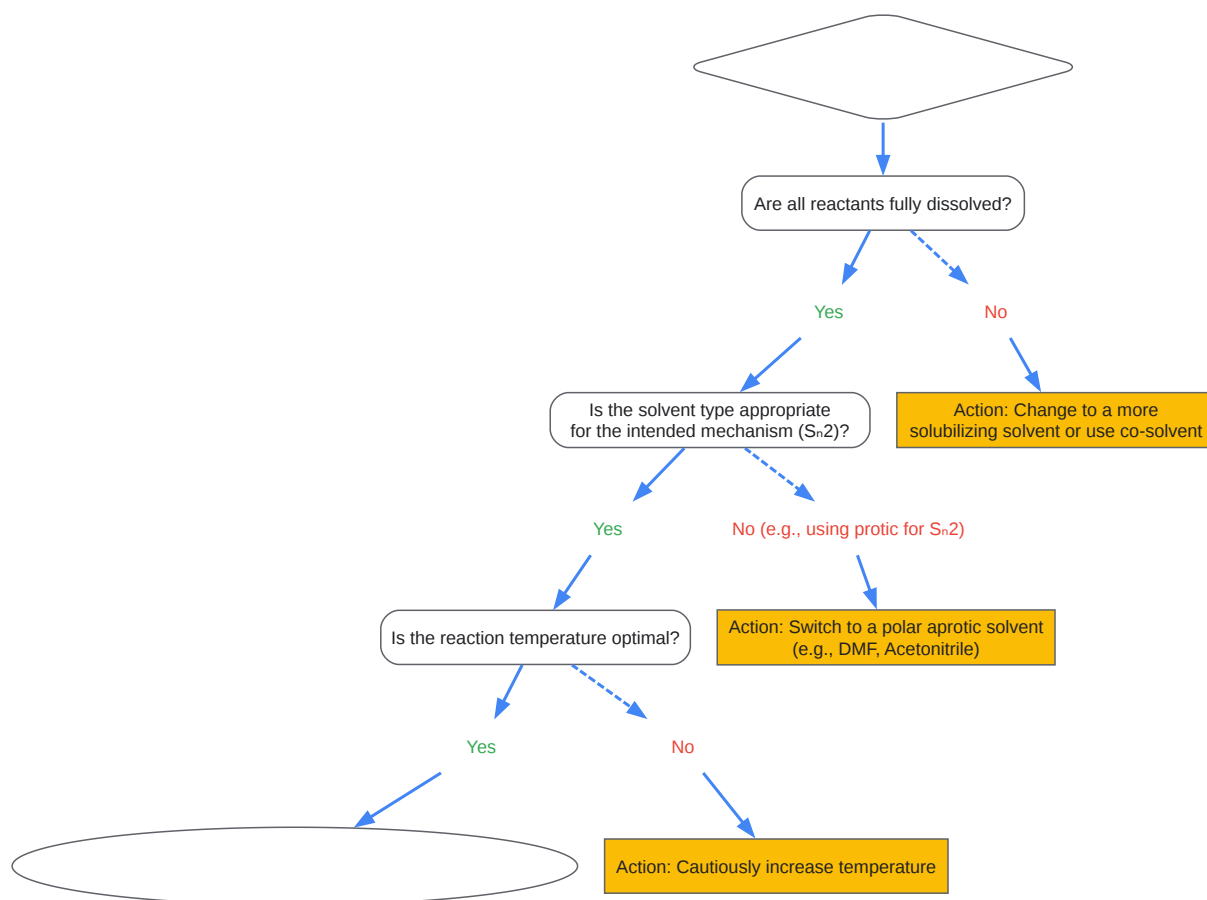 Are all reactants fully dissolved?
Yes
No
Is the solvent type appropriate
for the intended mechanism (Sₙ2)?
Action: Change to a more
solubilizing solvent or use co-solvent
Yes
No (e.g., using protic for Sₙ2)
Is the reaction temperature optimal?
Action: Switch to a polar aprotic solvent
(e.g., DMF, Acetonitrile)
Yes
No
Action: Cautiously increase temperature